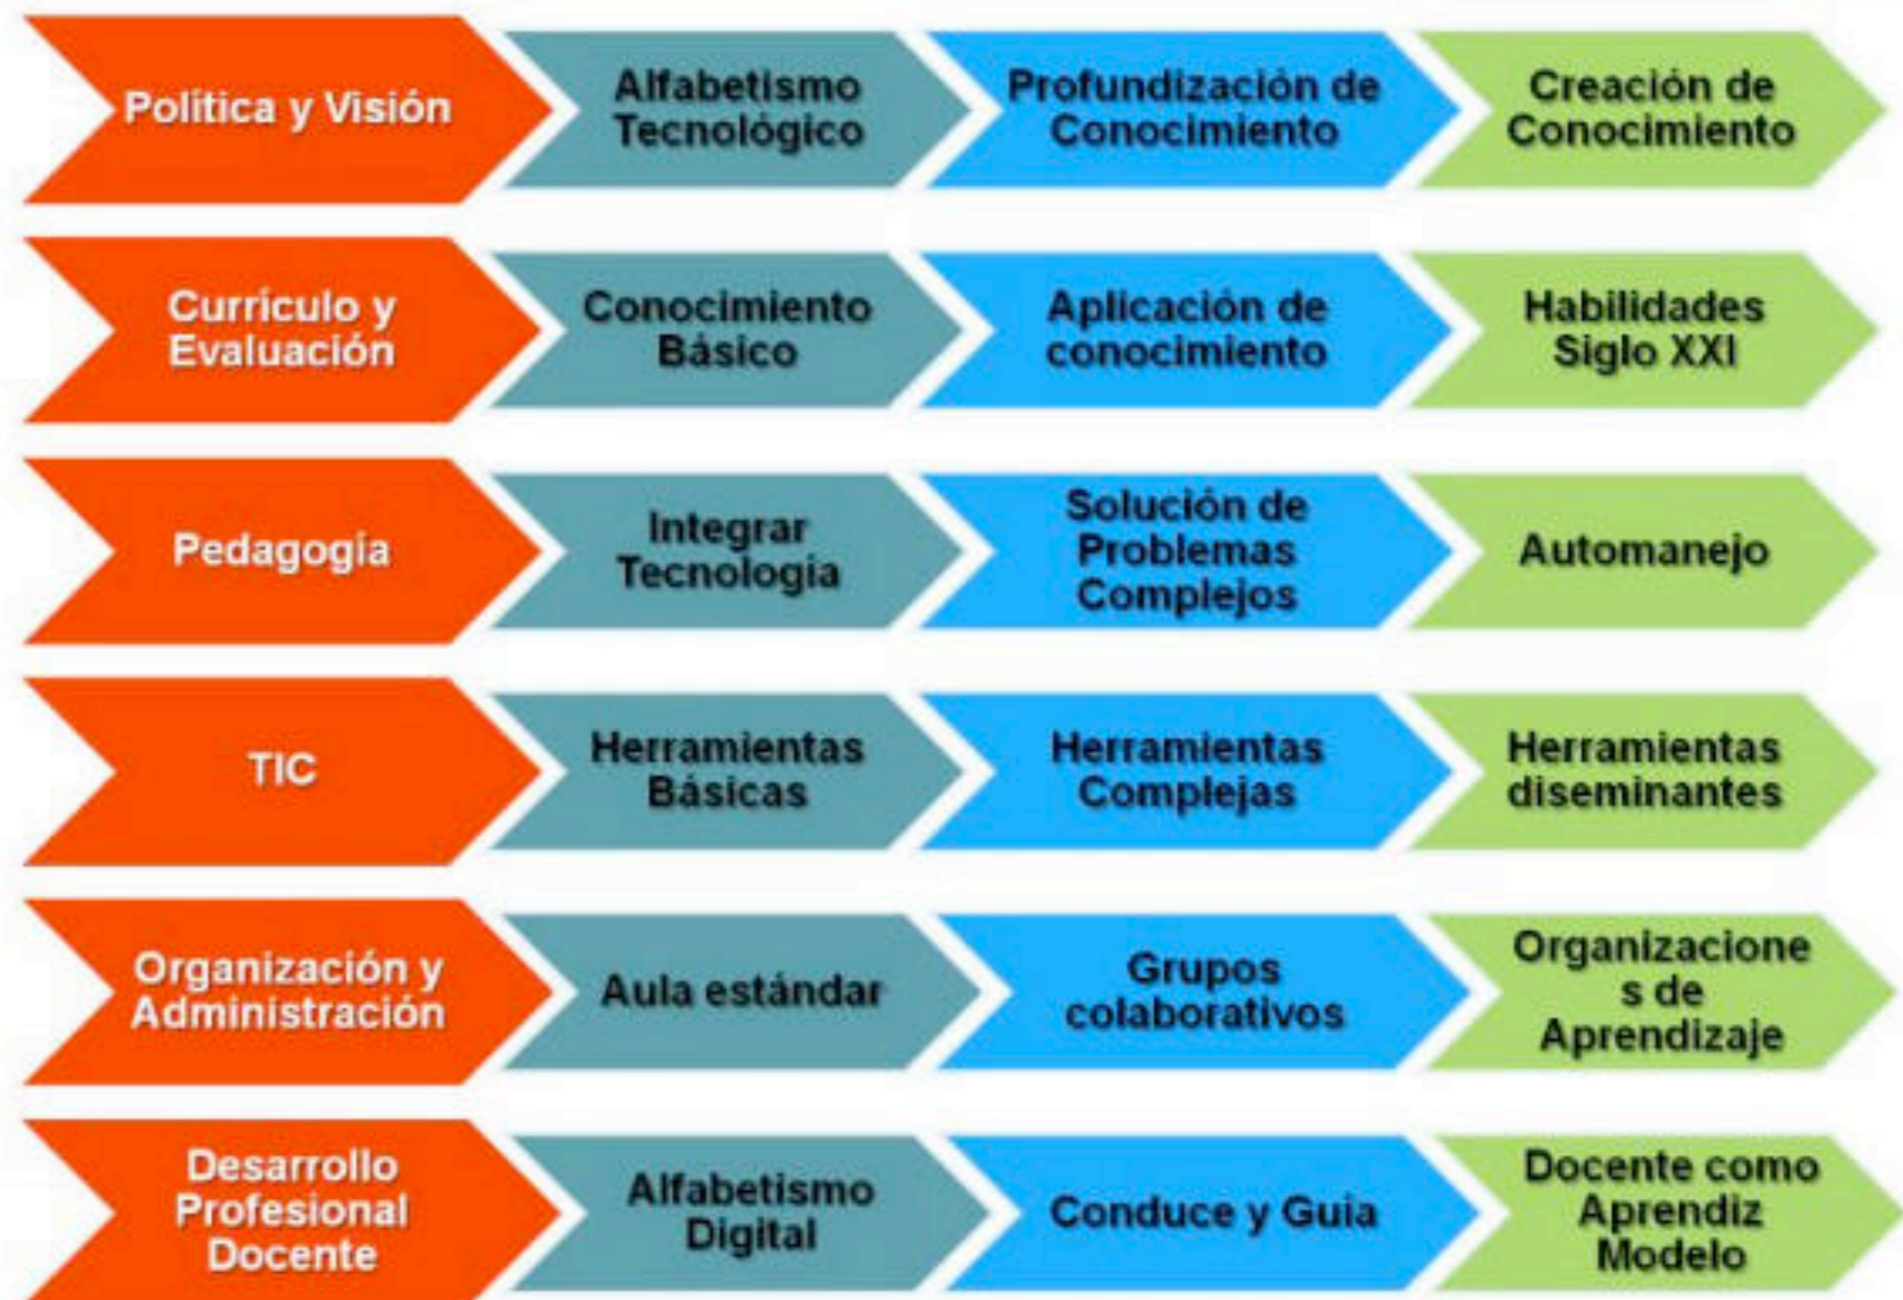 Política y Visión
Alfabetismo
Tecnológico
Profundización de
Conocimiento
Creación de
Conocimiento
Currículo y
Evaluación
Conocimiento
Básico
Aplicación de
conocimiento
Habilidades
Siglo XXI
Pedagogía
Integrar
Tecnología
Solución de
Problemas
Complejos
Automanejo
TIC
Herramientas
Básicas
Herramientas
Complejas
Herramientas
diseminantes
Organización y
Administración
Aula estándar
Grupos
colaborativos
Organizacione
s de
Aprendizaje
Desarrollo
Profesional
Docente
Alfabetismo
Digital
Conduce y Guia
Docente como
Aprendiz
Modelo